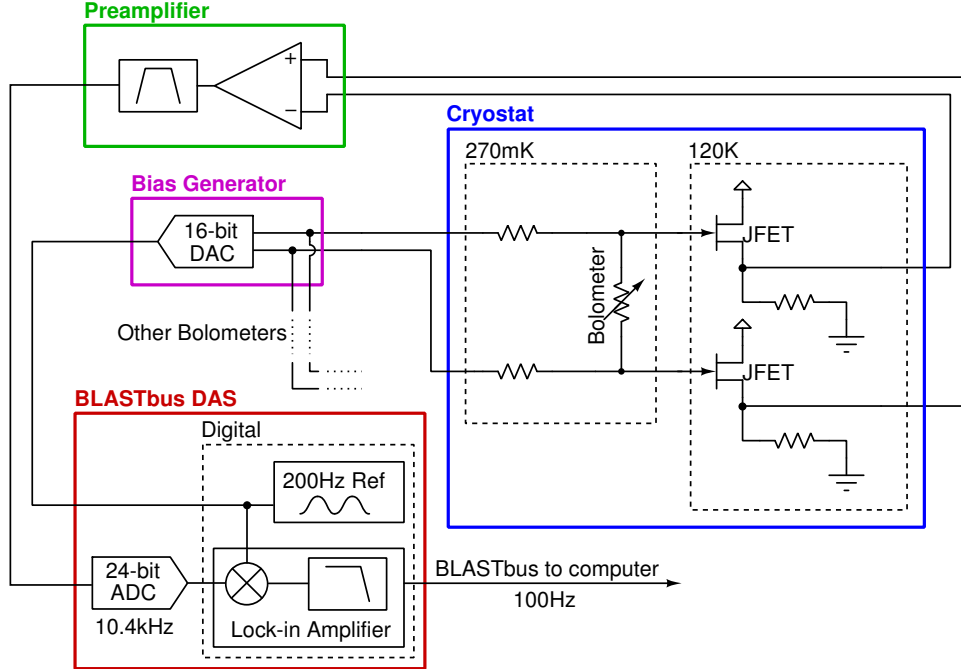 Preamplifier
+
−
Cryostat
270mK
120K
Bias Generator
16-bit
DAC
JFET
Bolometer
Other Bolometers
JFET
BLASTbus DAS
Digital
200Hz Ref
24-bit
ADC
10.4kHz
Lock-in Amplifier
BLASTbus to computer
100Hz